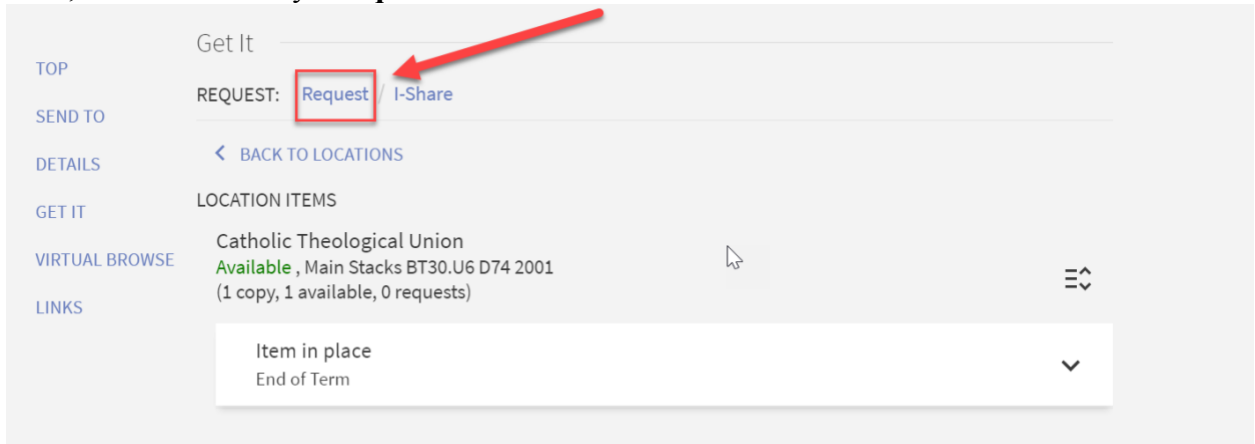 Get It
TOP
SEND TO
DETAILS
GET IT
VIRTUAL BROWSE
LINKS
REQUEST: Request / I-Share
BACK TO LOCATIONS
LOCATION ITEMS
Catholic Theological Union
Available , Main Stacks BT30.U6 D74 2001
(1 copy, 1 available, 0 requests)
Item in place
End of Term